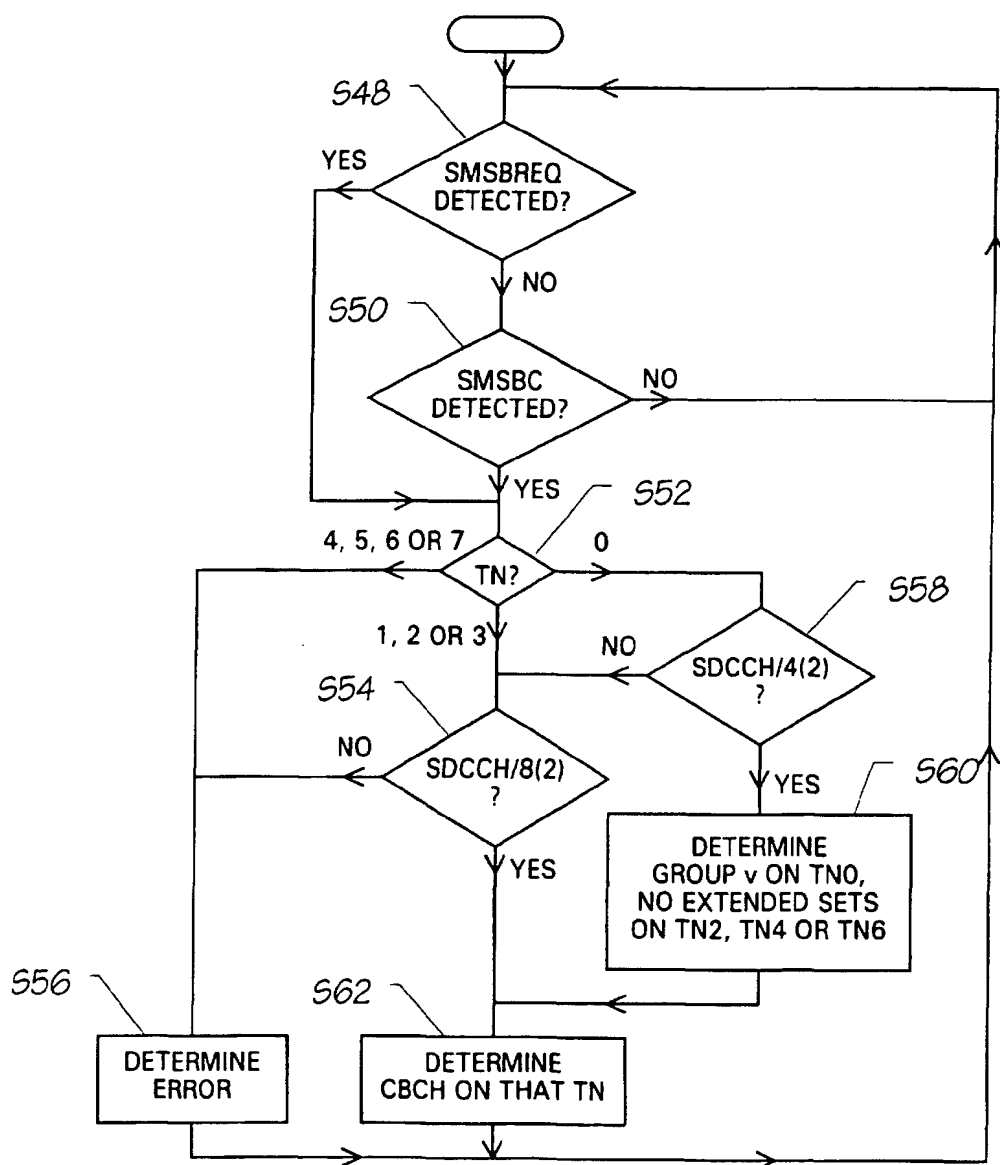 S48
YES
SMSBREQ
DETECTED?
NO
S50
SMSBC
DETECTED?
NO
YES
S52
4, 5, 6 OR 7
0
TN?
S58
1, 2 OR 3
NO
SDCCH/4(2)
?
S54
NO
SDCCH/8(2)
?
YES
S60
YES
DETERMINE
GROUP v ON TN0,
NO EXTENDED SETS
ON TN2, TN4 OR TN6
S56
S62
DETERMINE
ERROR
DETERMINE
CBCH ON THAT TN